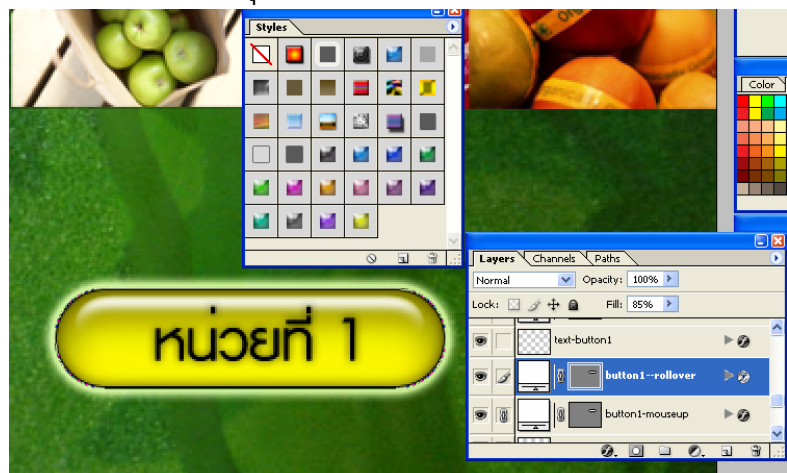 Styles
Organic
Color
Layers Channels Paths
Normal Opacity: 100%
Lock: Fill: 85%
text-button1
button1--rollover
button1-mouseup
หน่วยที่ 1